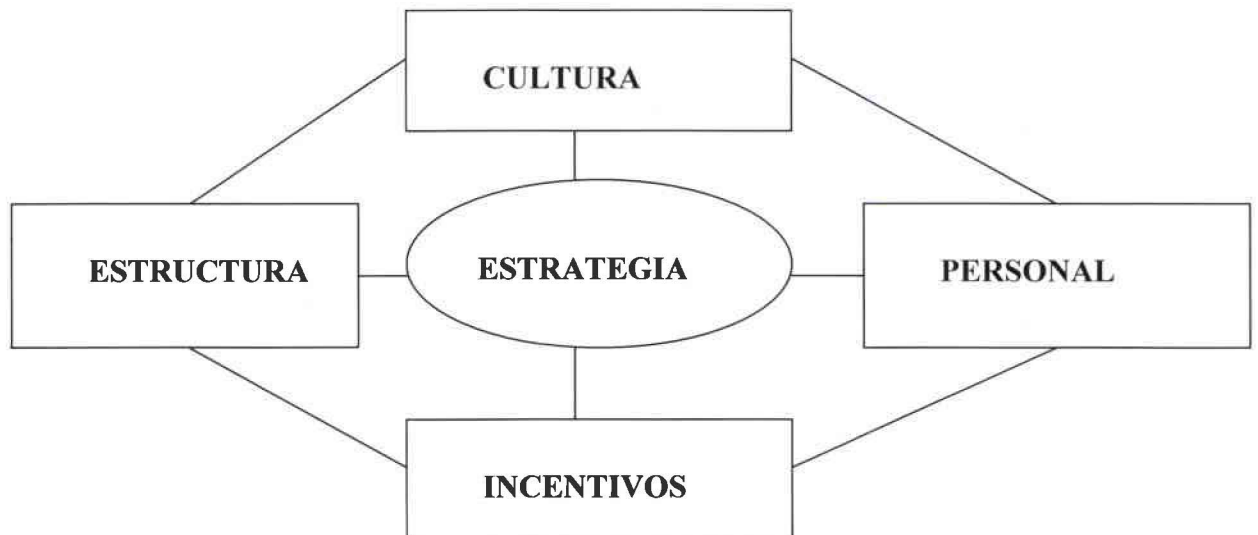 CULTURA
ESTRUCTURA
ESTRATEGIA
PERSONAL
INCENTIVOS